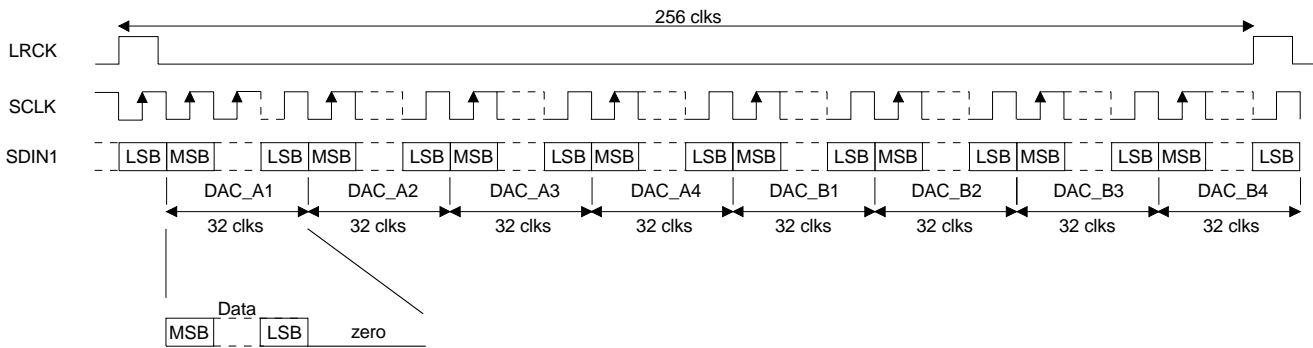 256 clks
LRCK
SCLK
SDIN1 LSB MSB LSB MSB LSB MSB LSB MSB LSB MSB LSB MSB LSB MSB LSB MSB LSB
DAC_A1 DAC_A2 DAC_A3 DAC_A4 DAC_B1 DAC_B2 DAC_B3 DAC_B4
32 clks 32 clks 32 clks 32 clks 32 clks 32 clks 32 clks 32 clks
Data
MSB LSB zero